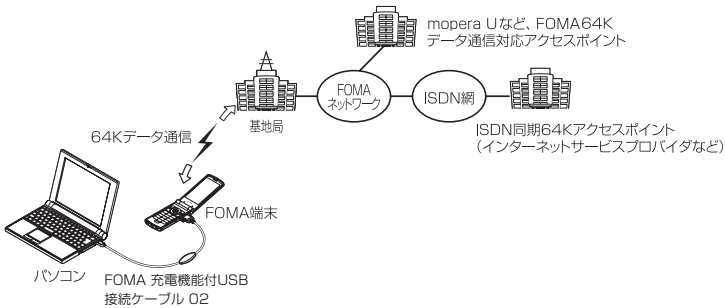 mopera Uなど、FOMA64K
データ通信対応アクセスポイント
FOMA
ネットワーク
ISDN網
基地局
ISDN同期64Kアクセスポイント
(インターネットサービスプロバイダなど)
64Kデータ通信
FOMA端末
パソコン
FOMA 充電機能付USB
接続ケーブル 02